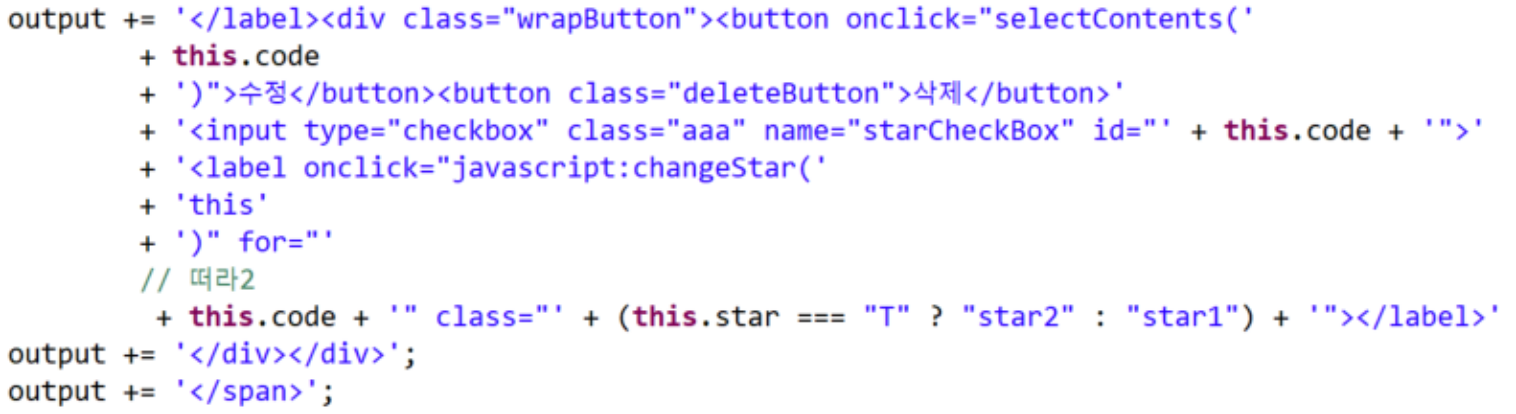 output += '</label><div class="wrapButton"><button onclick="selectContents('
+ this.code
+ ')">수정</button><button class="deleteButton">삭제</button>'
+ '<input type="checkbox" class="aaa" name="starCheckBox" id="' + this.code + '">'
+ '<label onclick="javascript:changeStar('
+ 'this'
+ ')" for="'
// 떠라2
+ this.code + '" class="' + (this.star === "T" ? "star2" : "star1") + '"></label>'
output += '</div></div>';
output += '</span>';